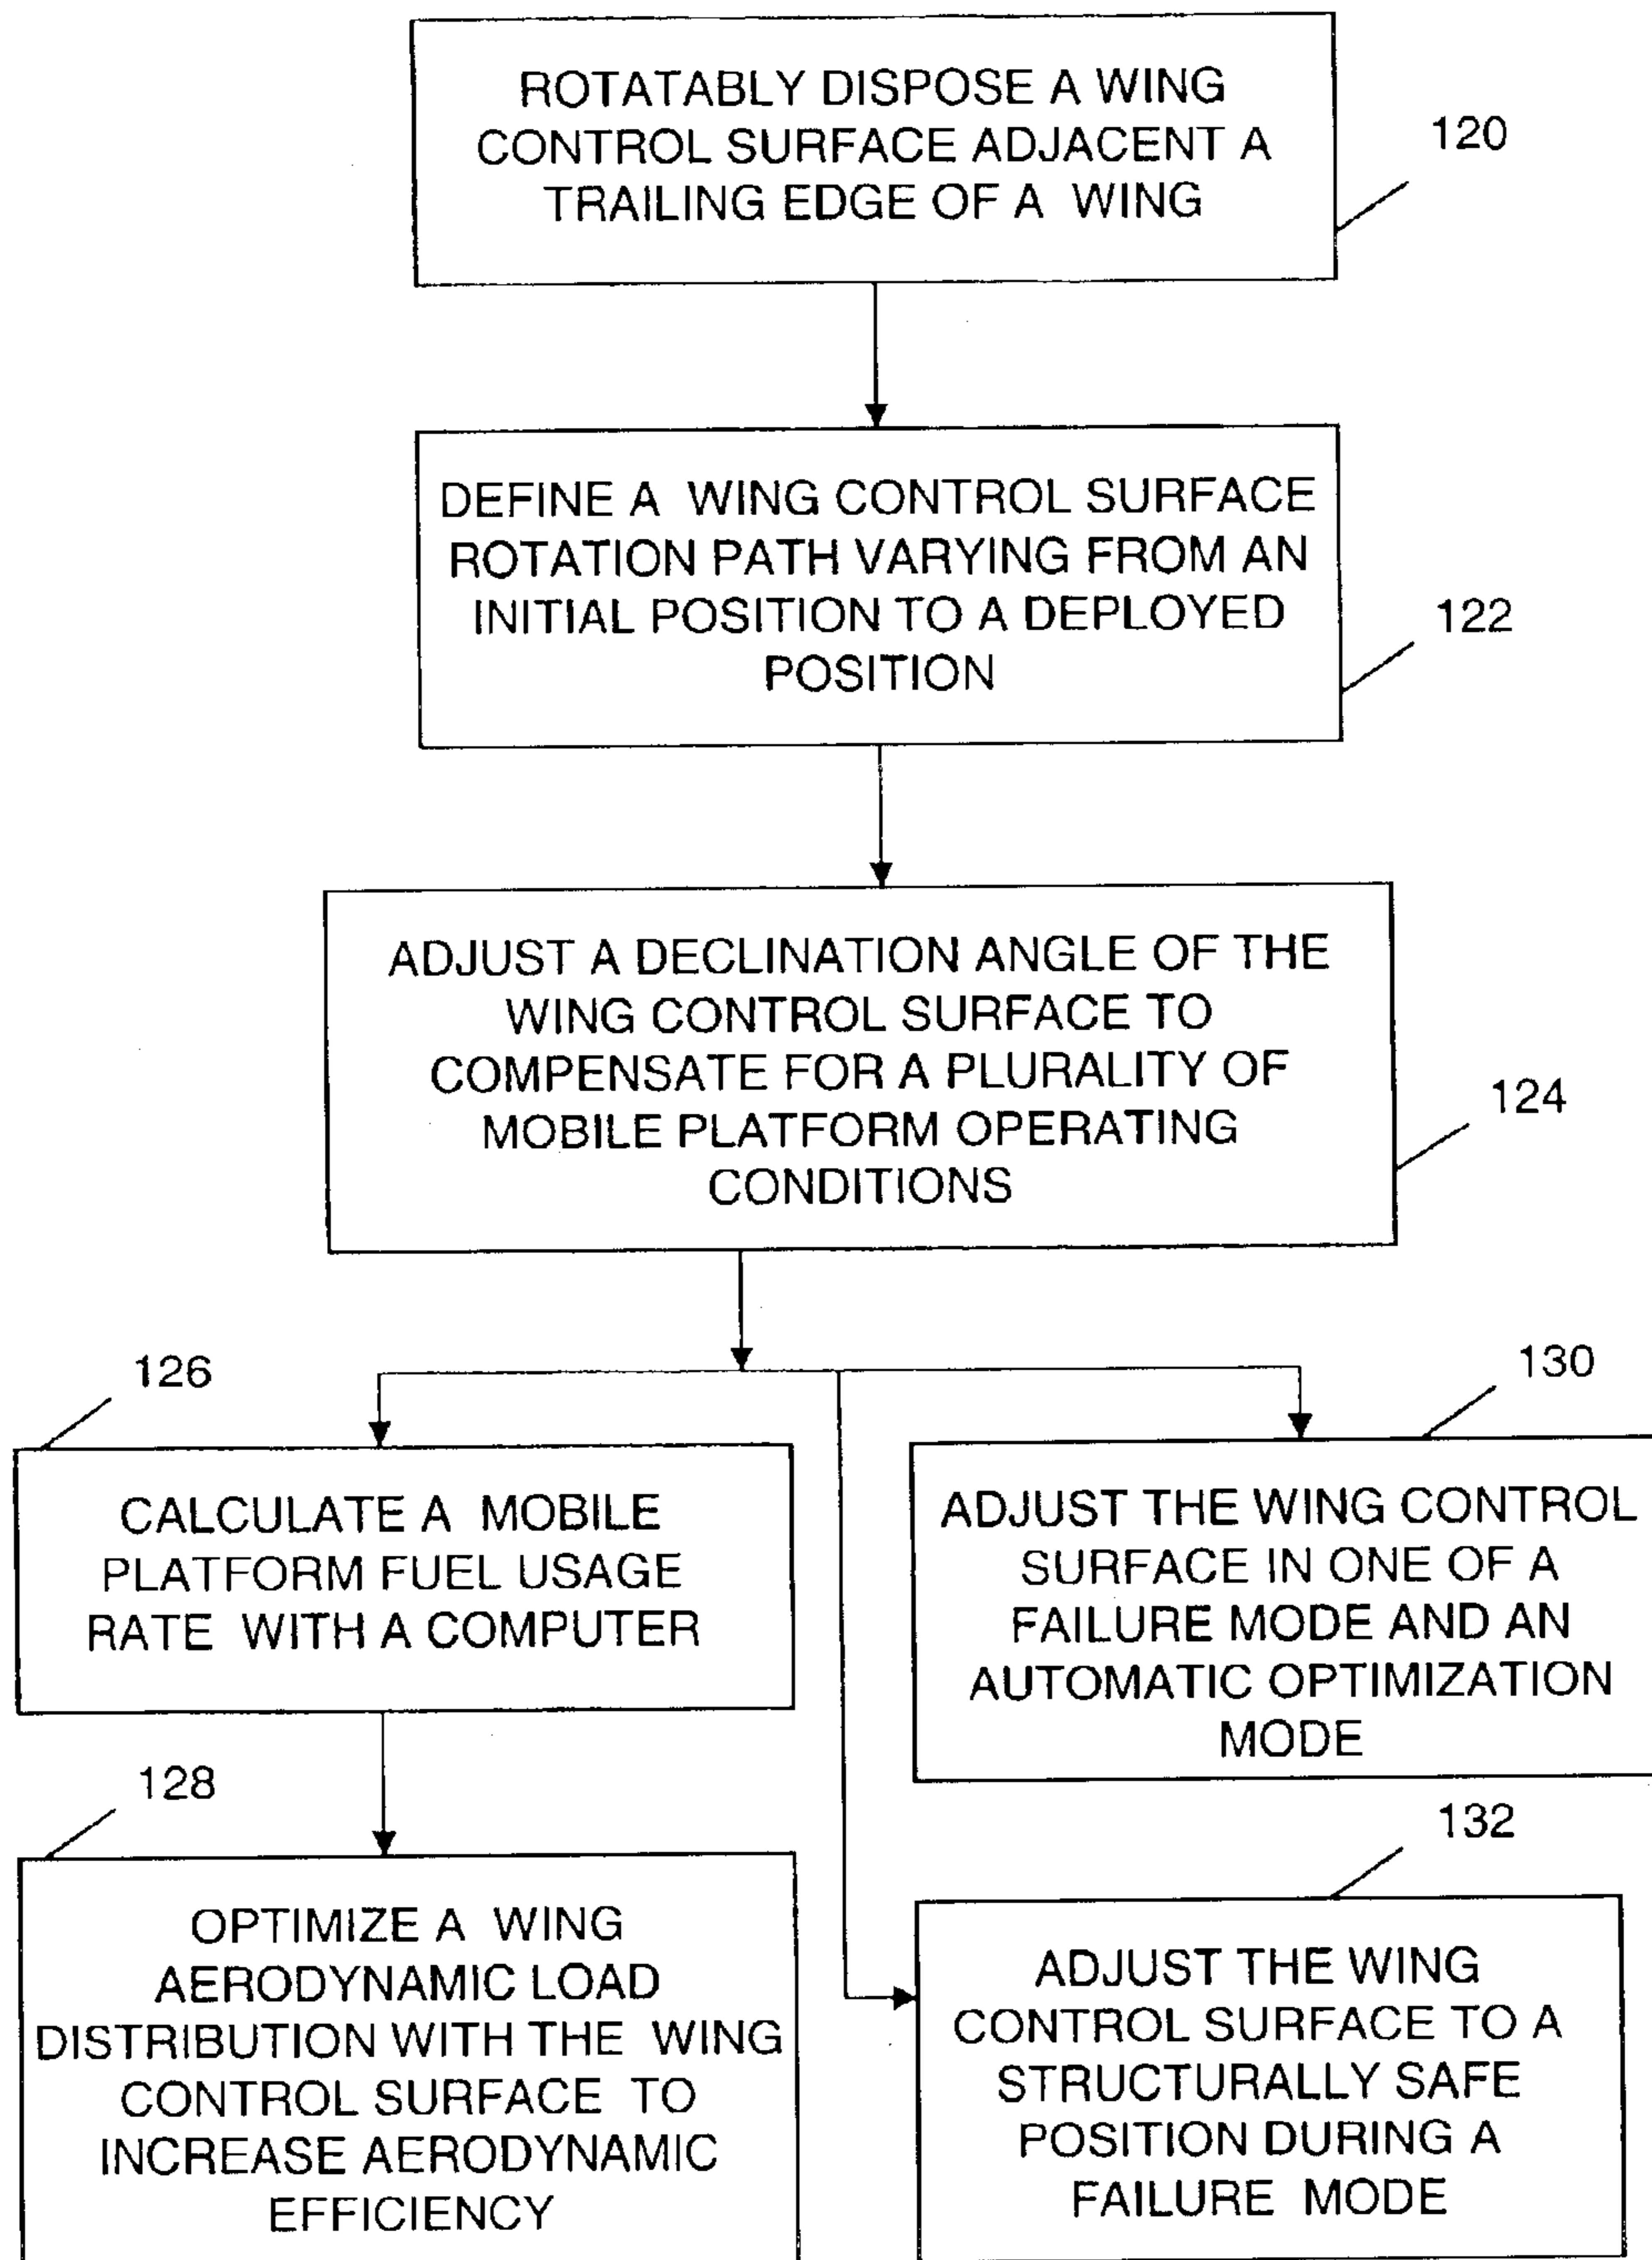 ROTATABLY DISPOSE A WING
CONTROL SURFACE ADJACENT A
TRAILING EDGE OF A WING
120
DEFINE A WING CONTROL SURFACE
ROTATION PATH VARYING FROM AN
INITIAL POSITION TO A DEPLOYED
POSITION
122
ADJUST A DECLINATION ANGLE OF THE
WING CONTROL SURFACE TO
COMPENSATE FOR A PLURALITY OF
MOBILE PLATFORM OPERATING
CONDITIONS
124
126
CALCULATE A MOBILE
PLATFORM FUEL USAGE
RATE WITH A COMPUTER
130
ADJUST THE WING CONTROL
SURFACE IN ONE OF A
FAILURE MODE AND AN
AUTOMATIC OPTIMIZATION
MODE
128
OPTIMIZE A WING
AERODYNAMIC LOAD
DISTRIBUTION WITH THE WING
CONTROL SURFACE TO
INCREASE AERODYNAMIC
EFFICIENCY
132
ADJUST THE WING
CONTROL SURFACE TO A
STRUCTURALLY SAFE
POSITION DURING A
FAILURE MODE